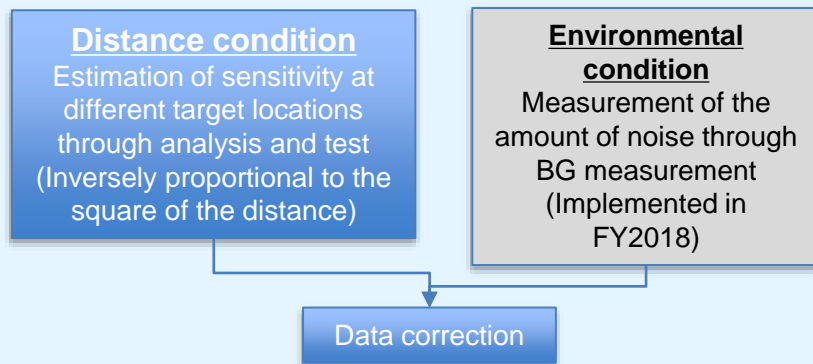 Distance condition
Estimation of sensitivity at
different target locations
through analysis and test
(Inversely proportional to the
square of the distance)
Environmental
condition
Measurement of the
amount of noise through
BG measurement
(Implemented in
FY2018)
Data correction